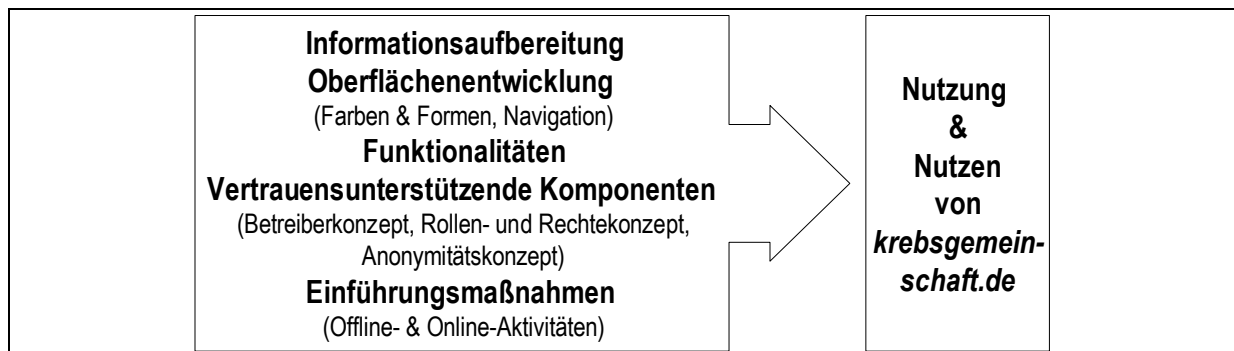 Informationsaufbereitung
Oberflächenentwicklung
(Farben & Formen, Navigation)
Funktionalitäten
Vertrauensunterstützende Komponenten
(Betreiberkonzept, Rollen- und Rechtekonzept,
Anonymitätskonzept)
Einführungsmaßnahmen
(Offline- & Online-Aktivitäten)
Nutzung
&
Nutzen
von
krebsgemein-
schaft.de